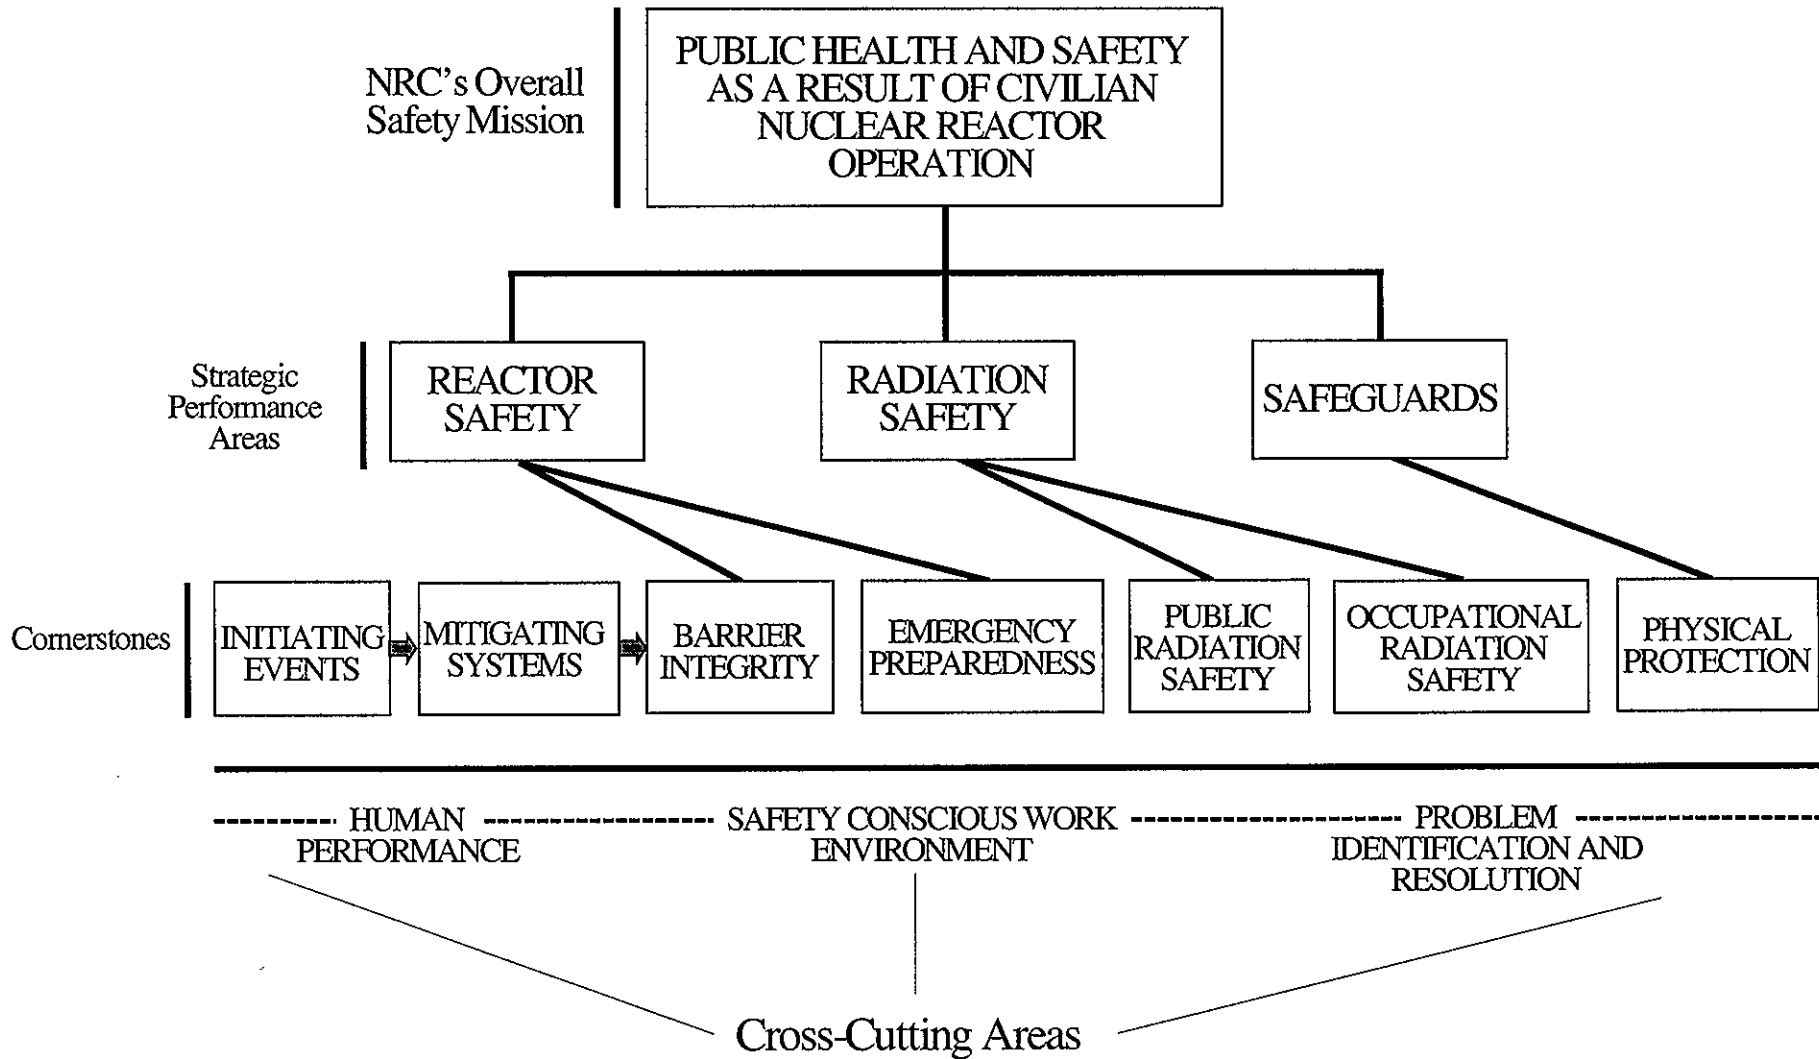 NRC's Overall
Safety Mission
PUBLIC HEALTH AND SAFETY
AS A RESULT OF CIVILIAN
NUCLEAR REACTOR
OPERATION
Strategic
Performance
Areas
REACTOR
SAFETY
RADIATION
SAFETY
SAFEGUARDS
Cornerstones
INITIATING
EVENTS
MITIGATING
SYSTEMS
BARRIER
INTEGRITY
EMERGENCY
PREPAREDNESS
PUBLIC
RADIATION
SAFETY
OCCUPATIONAL
RADIATION
SAFETY
PHYSICAL
PROTECTION
HUMAN
PERFORMANCE
SAFETY CONSCIOUS WORK
ENVIRONMENT
PROBLEM
IDENTIFICATION AND
RESOLUTION
Cross-Cutting Areas